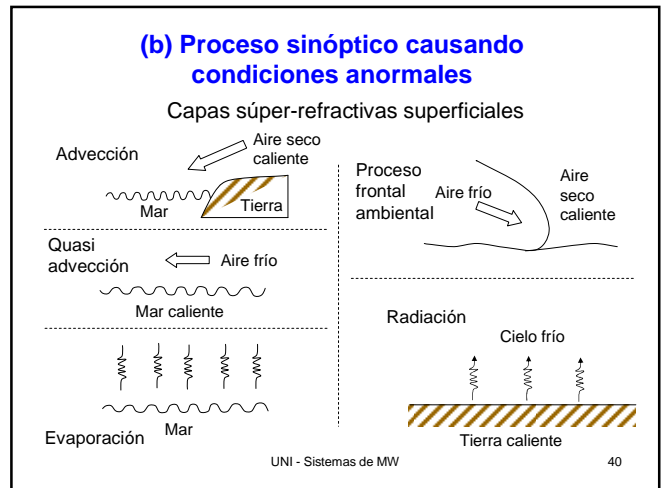 (b) Proceso sinóptico causando
condiciones anormales
Capas súper-refractivas superficiales
Advección
Aire seco
caliente
Mar
Tierra
Quasi
advección
Aire frío
Mar caliente
Evaporación
Mar
Proceso
frontal
ambiental
Aire frío
Aire
seco
caliente
Radiación
Cielo frío
Tierra caliente
UNI - Sistemas de MW
40